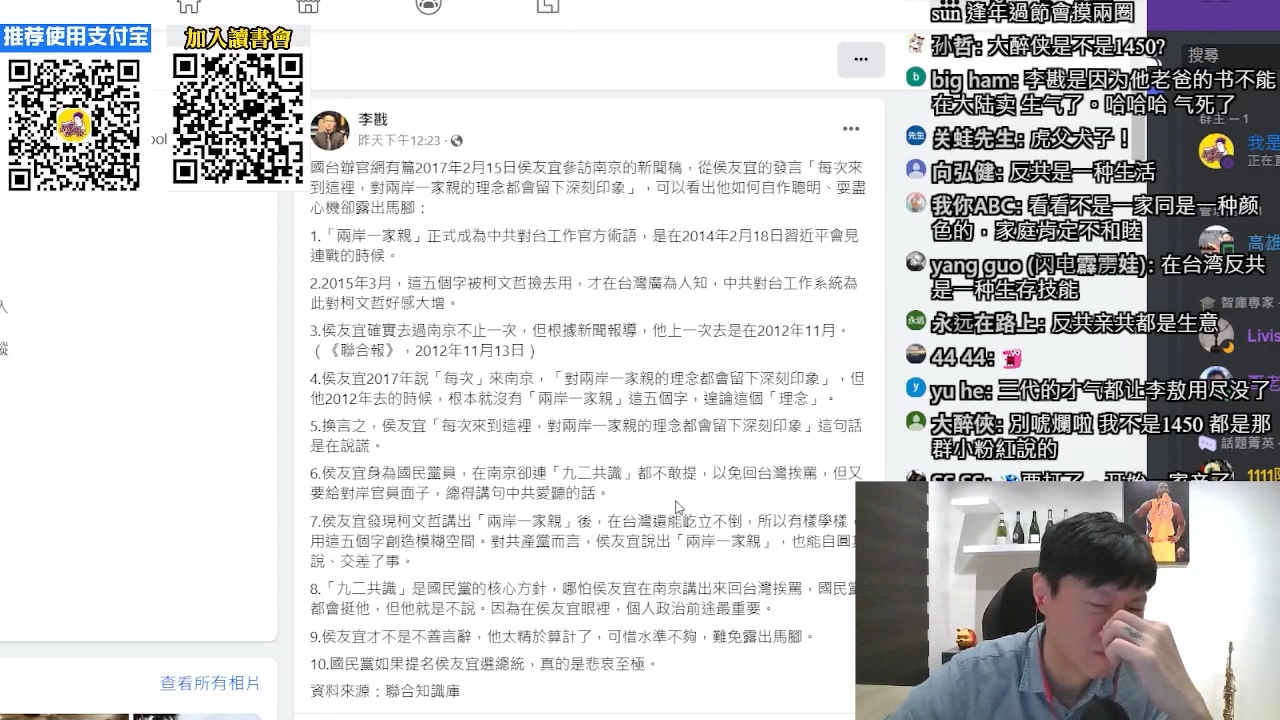 推荐使用支付宝
加入讀書會
李戡
昨天下午12:23
國台辦官網有篇2017年2月15日侯友宜參訪南京的新聞稿，從侯友宜的發言「每次來
到這裡，對兩岸一家親的理念都會留下深刻印象」，可以看出他如何自作聰明、耍盡
心機卻露出馬腳：
1.「兩岸一家親」正式成為中共對台工作官方術語，是在2014年2月18日習近平會見
連戰的時候。
2.2015年3月，這五個字被柯文哲撿去用，才在台灣廣為人知，中共對台工作系統為
此對柯文哲好感大增。
3.侯友宜確實去過南京不止一次，但根據新聞報導，他上一次去是在2012年11月。
（《聯合報》，2012年11月13日）
4.侯友宜2017年說「每次」來南京，「對兩岸一家親的理念都會留下深刻印象」，但
他2012年去的時候，根本就沒有「兩岸一家親」這五個字，遑論這個「理念」。
5.換言之，侯友宜「每次來到這裡，對兩岸一家親的理念都會留下深刻印象」這句話
是在說謊。
6.侯友宜身為國民黨員，在南京卻連「九二共識」都不敢提，以免回台灣挨罵，但又
要給對岸官員面子，總得講句中共愛聽的話。
7.侯友宜發現柯文哲講出「兩岸一家親」後，在台灣還能屹立不倒，所以有樣學樣，
用這五個字創造模糊空間。對共產黨而言，侯友宜說出「兩岸一家親」，也能自圓其
說、交差了事。
8.「九二共識」是國民黨的核心方針，哪怕侯友宜在南京講出來回台灣挨罵，國民黨
都會挺他，但他就是不說。因為在侯友宜眼裡，個人政治前途最重要。
9.侯友宜才不是不善言辭，他太精於算計了，可惜水準不夠，難免露出馬腳。
10.國民黨如果提名侯友宜選總統，真的是悲哀至極。
資料來源：聯合知識庫
查看所有相片
sun 逢年過節會摸兩圈
孙哲: 大醉侠是不是1450?
big ham: 李戡是因为他老爸的书不能
在大陆卖 生气了。哈哈哈 气死了
关蛙先生: 虎父犬子！
向弘健: 反共是一种生活
我你ABC: 看看不是一家同是一种颜
色的。家庭肯定不和睦
yang guo (闪电霹雳娃): 在台湾反共
是一种生存技能
永远在路上: 反共亲共都是生意
44 44:
yu he: 三代的才气都让李敖用尽没了
大醉俠: 別唬爛啦 我不是1450 都是那
群小粉紅說的
搜尋
群主－1
我是
正在
高雄
智庫專家
Livis
話題菁英